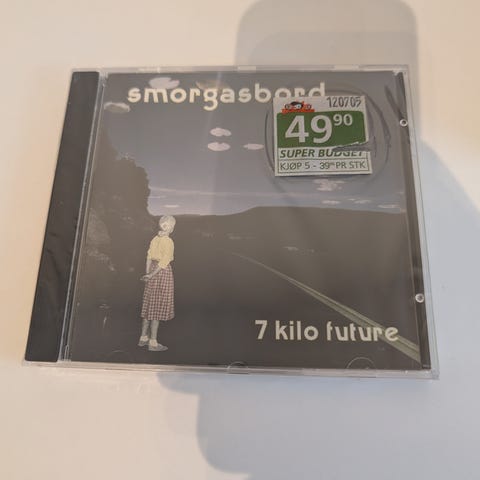 smorgasbord
120705
49 90
SUPER BUDGET
KJØP 5 - 39 90 PR STK
7 kilo future